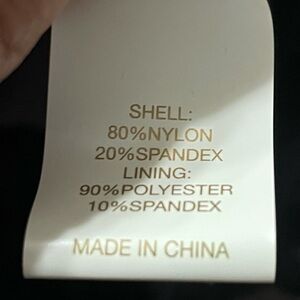 SHELL:
80%NYLON
20%SPANDEX
LINING:
90%POLYESTER
10%SPANDEX
MADE IN CHINA